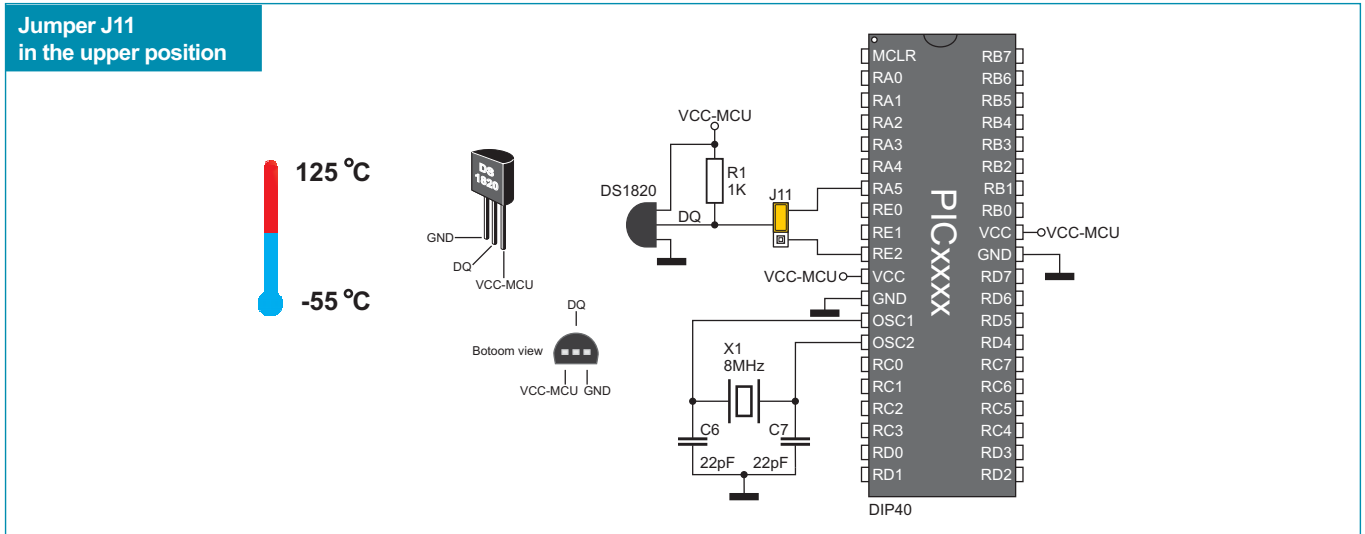 Jumper J11
in the upper position
125 °C
-55 °C
DS
1820
GND
DQ
VCC-MCU
DQ
Botoom view
VCC-MCU GND
VCC-MCU
R1
1K
DS1820
DQ
J11
VCC-MCU
VCC-MCU
X1
8MHz
C6
C7
22pF
22pF
MCLR
RA0
RA1
RA2
RA3
RA4
RA5
RE0
RE1
RE2
VCC
GND
OSC1
OSC2
RC0
RC1
RC2
RC3
RD0
RD1
PICxxxx
RB7
RB6
RB5
RB4
RB3
RB2
RB1
RB0
VCC
GND
RD7
RD6
RD5
RD4
RC7
RC6
RC5
RC4
RD3
RD2
DIP40